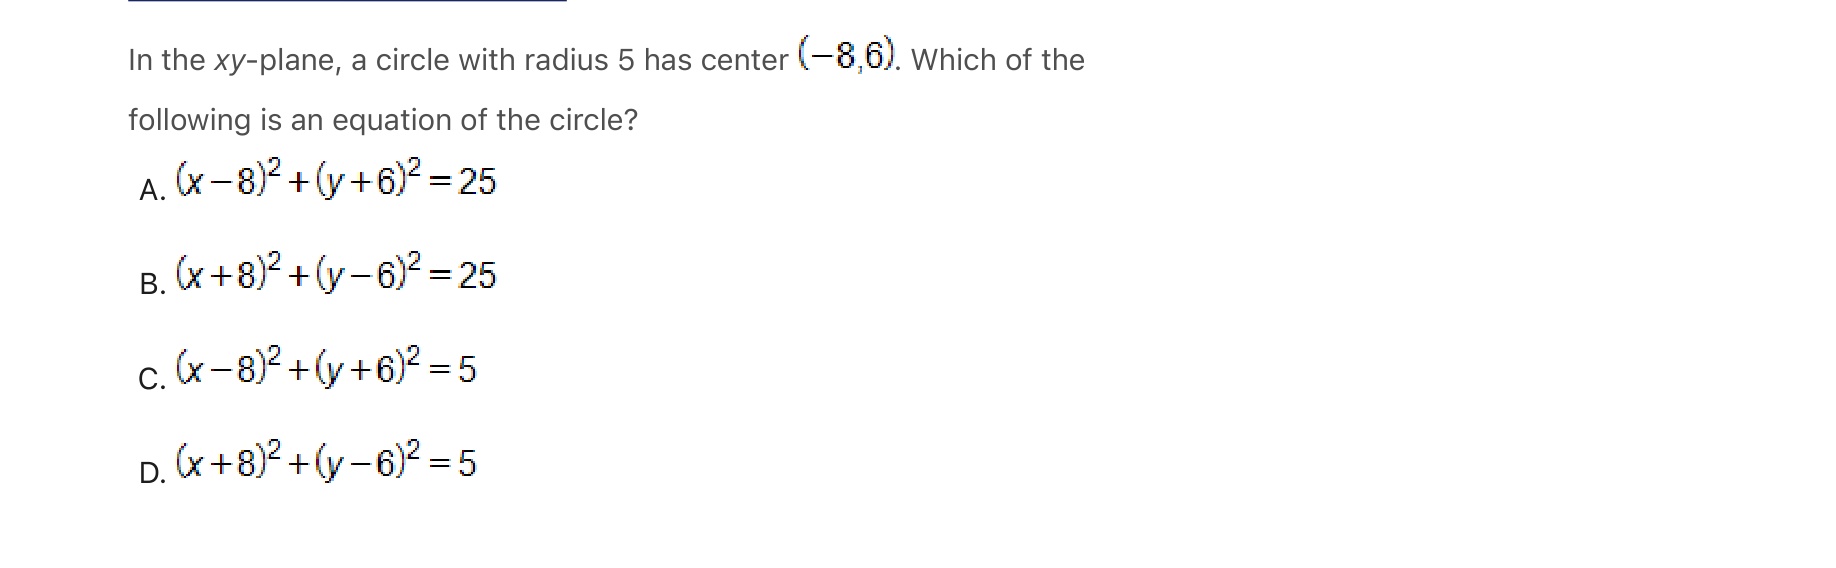 In the xy-plane, a circle with radius 5 has center (−8,6). Which of the
following is an equation of the circle?
A. (x−8)²+(y+6)²=25
B. (x+8)²+(y−6)²=25
C. (x−8)²+(y+6)²=5
D. (x+8)²+(y−6)²=5